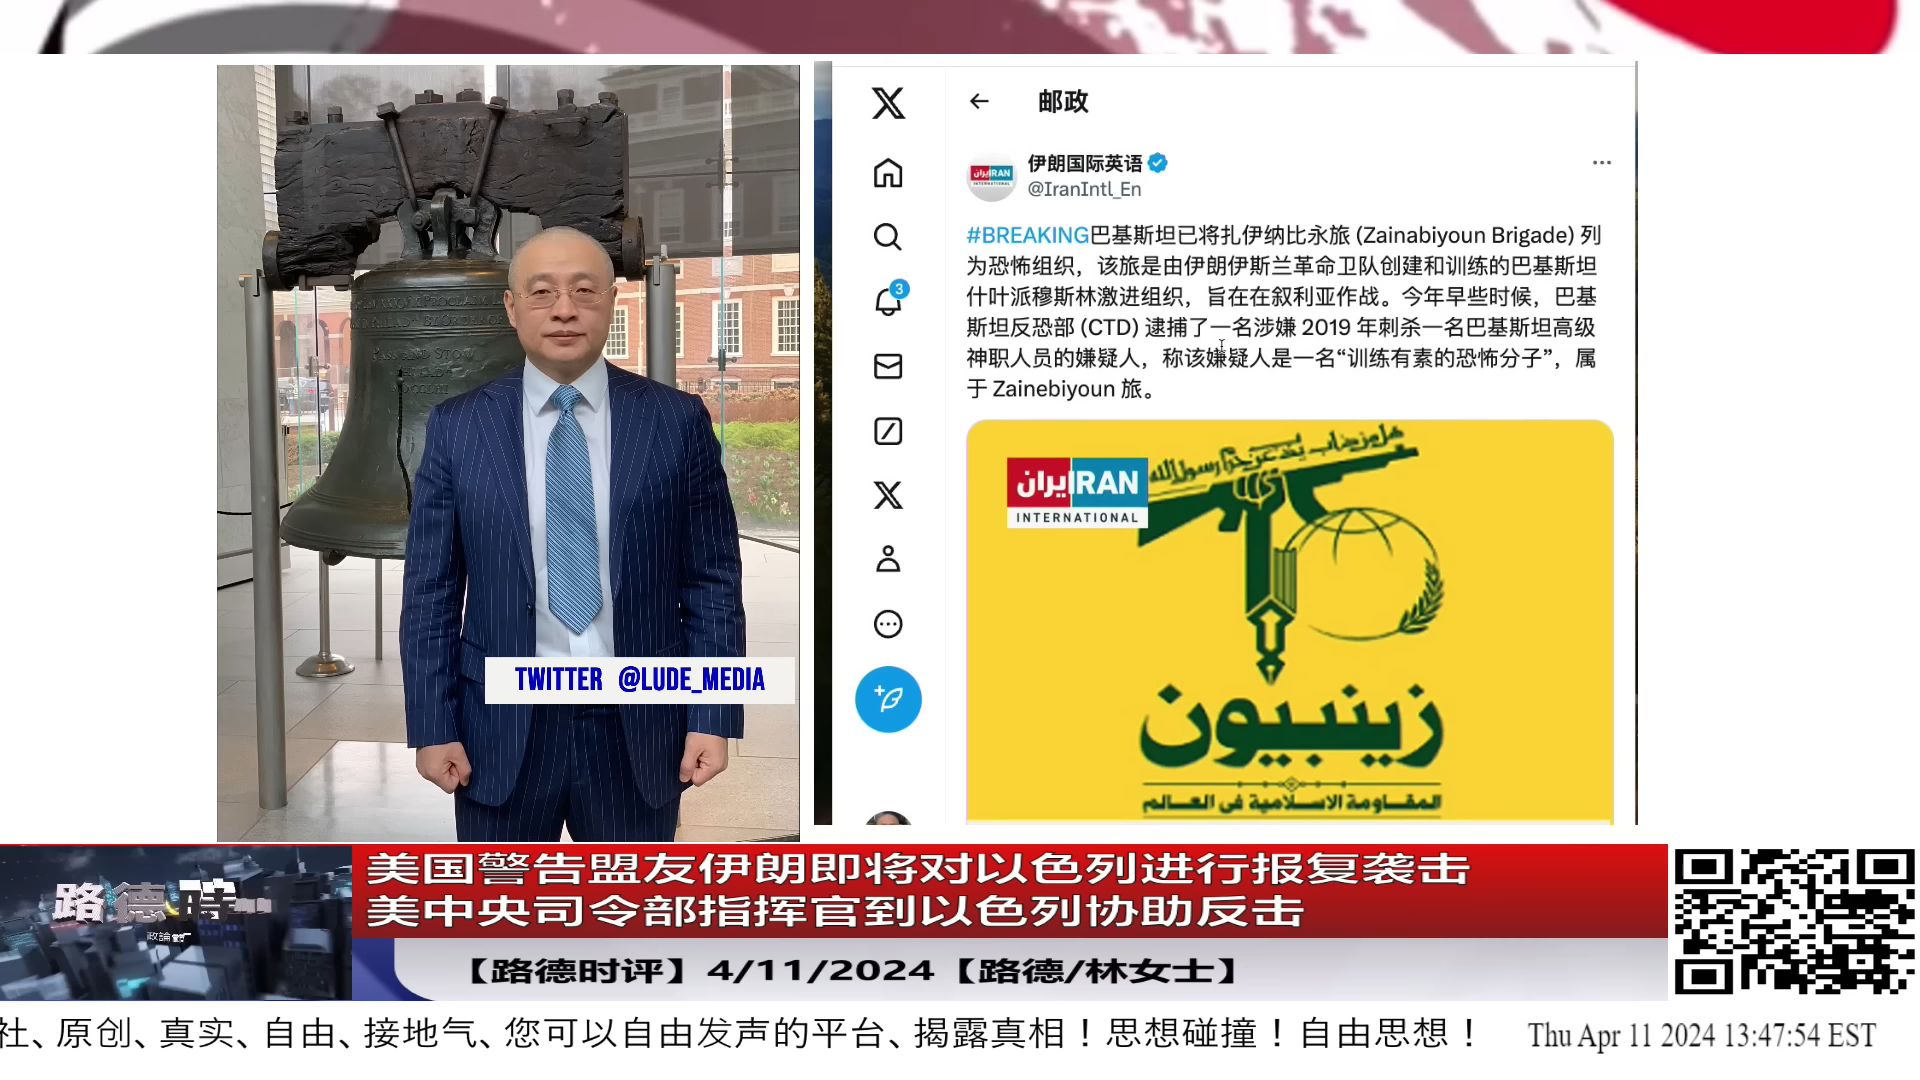 邮政
伊朗国际英语
@IranIntl_En
#BREAKING巴基斯坦已将扎伊纳比永旅 (Zainabiyoun Brigade) 列
为恐怖组织，该旅是由伊朗伊斯兰革命卫队创建和训练的巴基斯坦
什叶派穆斯林激进组织，旨在在叙利亚作战。今年早些时候，巴基
斯坦反恐部 (CTD) 逮捕了一名涉嫌 2019 年刺杀一名巴基斯坦高级
神职人员的嫌疑人，称该嫌疑人是一名“训练有素的恐怖分子”，属
于 Zainebiyoun 旅。
3
ایران IRAN
INTERNATIONAL
زينبيون
المقاومة الاسلامية في العالم
PASS AND STOW
TWITTER @LUDE_MEDIA
美国警告盟友伊朗即将对以色列进行报复袭击
美中央司令部指挥官到以色列协助反击
路德時
【路德时评】4/11/2024【路德/林女士】
社、原创、真实、自由、接地气、您可以自由发声的平台、揭露真相！思想碰撞！自由思想！
Thu Apr 11 2024 13:47:54 EST